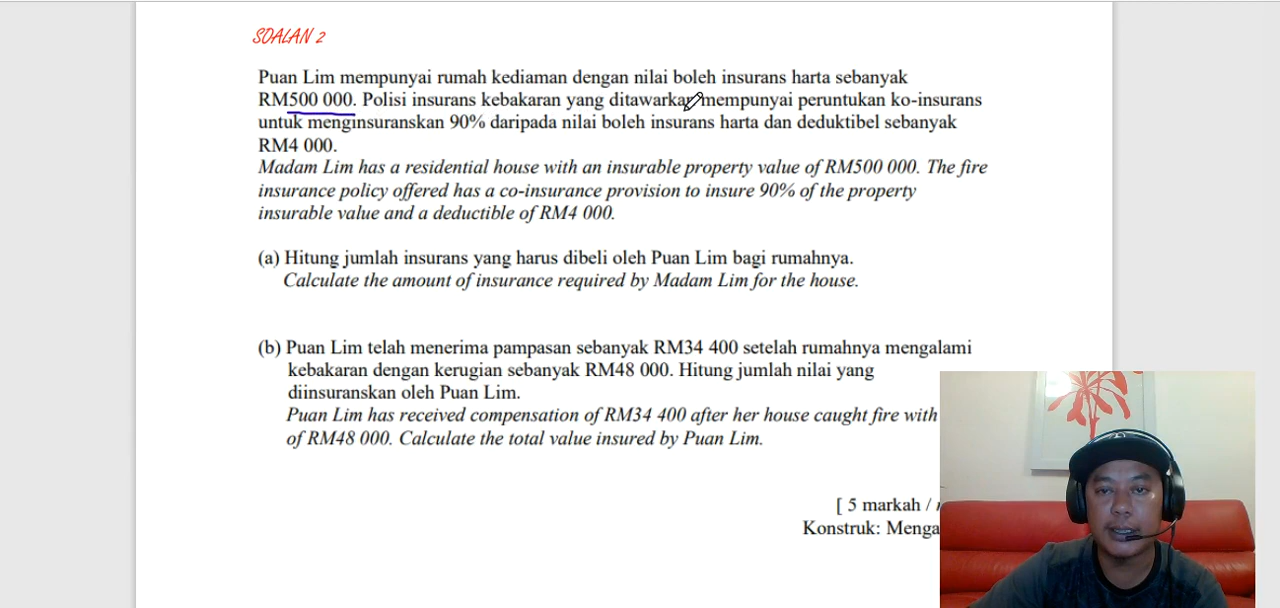 SOALAN 2
Puan Lim mempunyai rumah kediaman dengan nilai boleh insurans harta sebanyak
RM500 000. Polisi insurans kebakaran yang ditawarkan mempunyai peruntukan ko-insurans
untuk menginsuranskan 90% daripada nilai boleh insurans harta dan deduktibel sebanyak
RM4 000.
Madam Lim has a residential house with an insurable property value of RM500 000. The fire
insurance policy offered has a co-insurance provision to insure 90% of the property
insurable value and a deductible of RM4 000.
(a) Hitung jumlah insurans yang harus dibeli oleh Puan Lim bagi rumahnya.
Calculate the amount of insurance required by Madam Lim for the house.
(b) Puan Lim telah menerima pampasan sebanyak RM34 400 setelah rumahnya mengalami
kebakaran dengan kerugian sebanyak RM48 000. Hitung jumlah nilai yang
diinsuranskan oleh Puan Lim.
Puan Lim has received compensation of RM34 400 after her house caught fire with
of RM48 000. Calculate the total value insured by Puan Lim.
[ 5 markah /
Konstruk: Menga